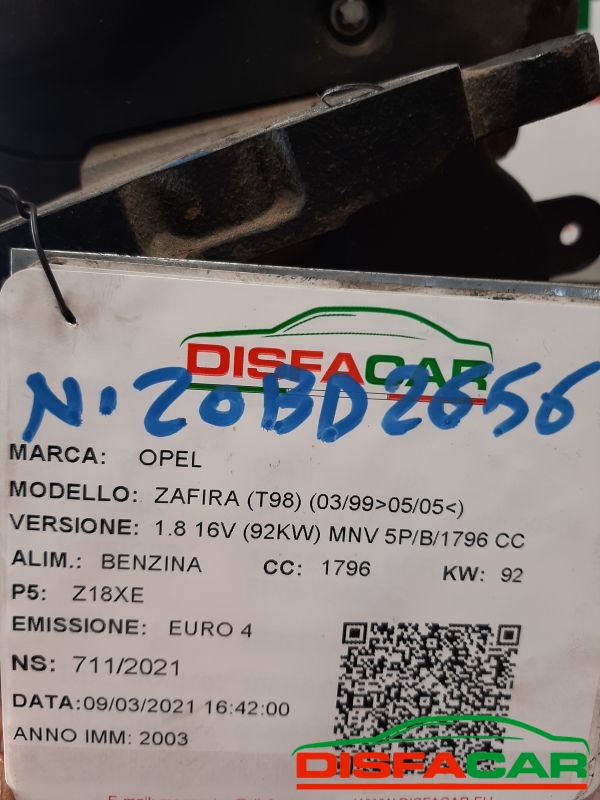 DISFACAR
N. 20BD2656
MARCA: OPEL
MODELLO: ZAFIRA (T98) (03/99>05/05<)
VERSIONE: 1.8 16V (92KW) MNV 5P/B/1796 CC
ALIM.: BENZINA CC: 1796 KW: 92
P5: Z18XE
EMISSIONE: EURO 4
NS: 711/2021
DATA:09/03/2021 16:42:00
ANNO IMM: 2003
DISFACAR